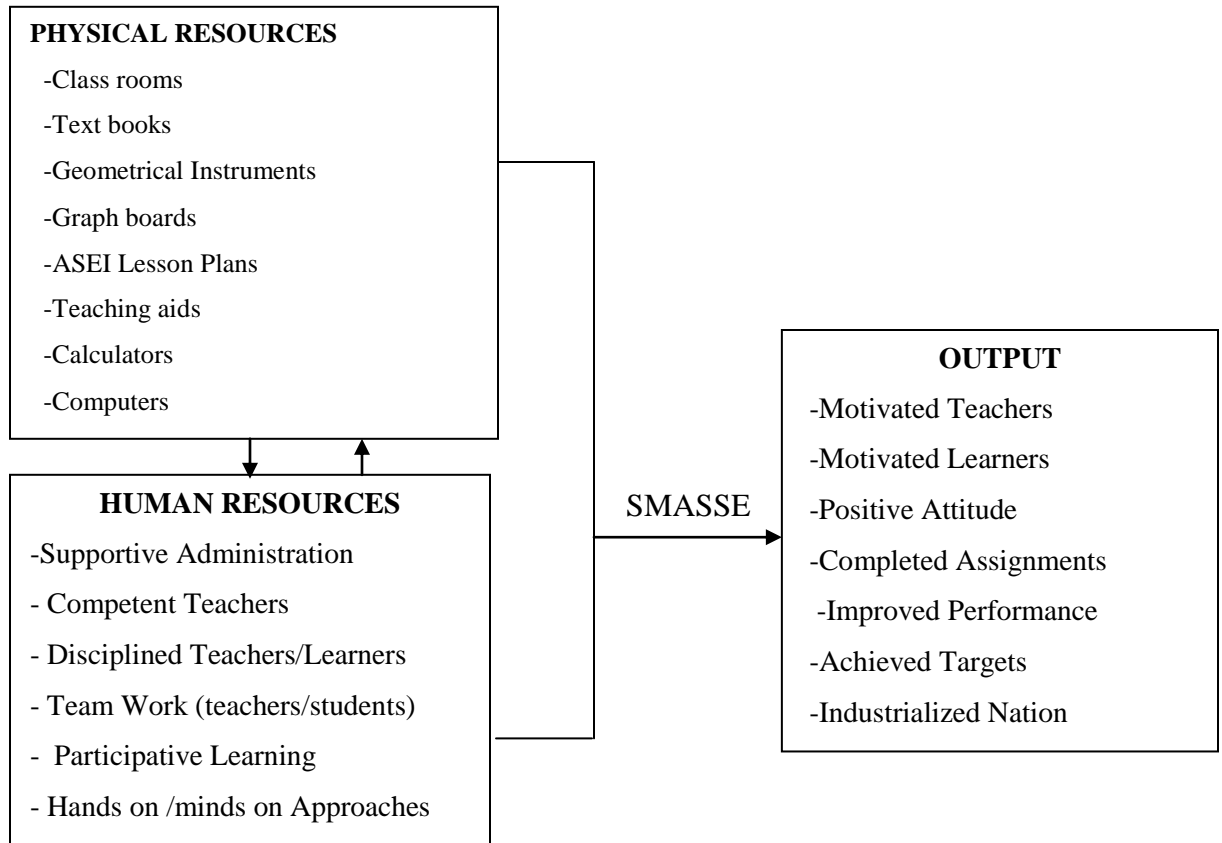 PHYSICAL RESOURCES
-Class rooms
-Text books
-Geometrical Instruments
-Graph boards
-ASEI Lesson Plans
-Teaching aids
-Calculators
-Computers
HUMAN RESOURCES
-Supportive Administration
- Competent Teachers
- Disciplined Teachers/Learners
- Team Work (teachers/students)
- Participative Learning
- Hands on /minds on Approaches
SMASSE
OUTPUT
-Motivated Teachers
-Motivated Learners
-Positive Attitude
-Completed Assignments
-Improved Performance
-Achieved Targets
-Industrialized Nation